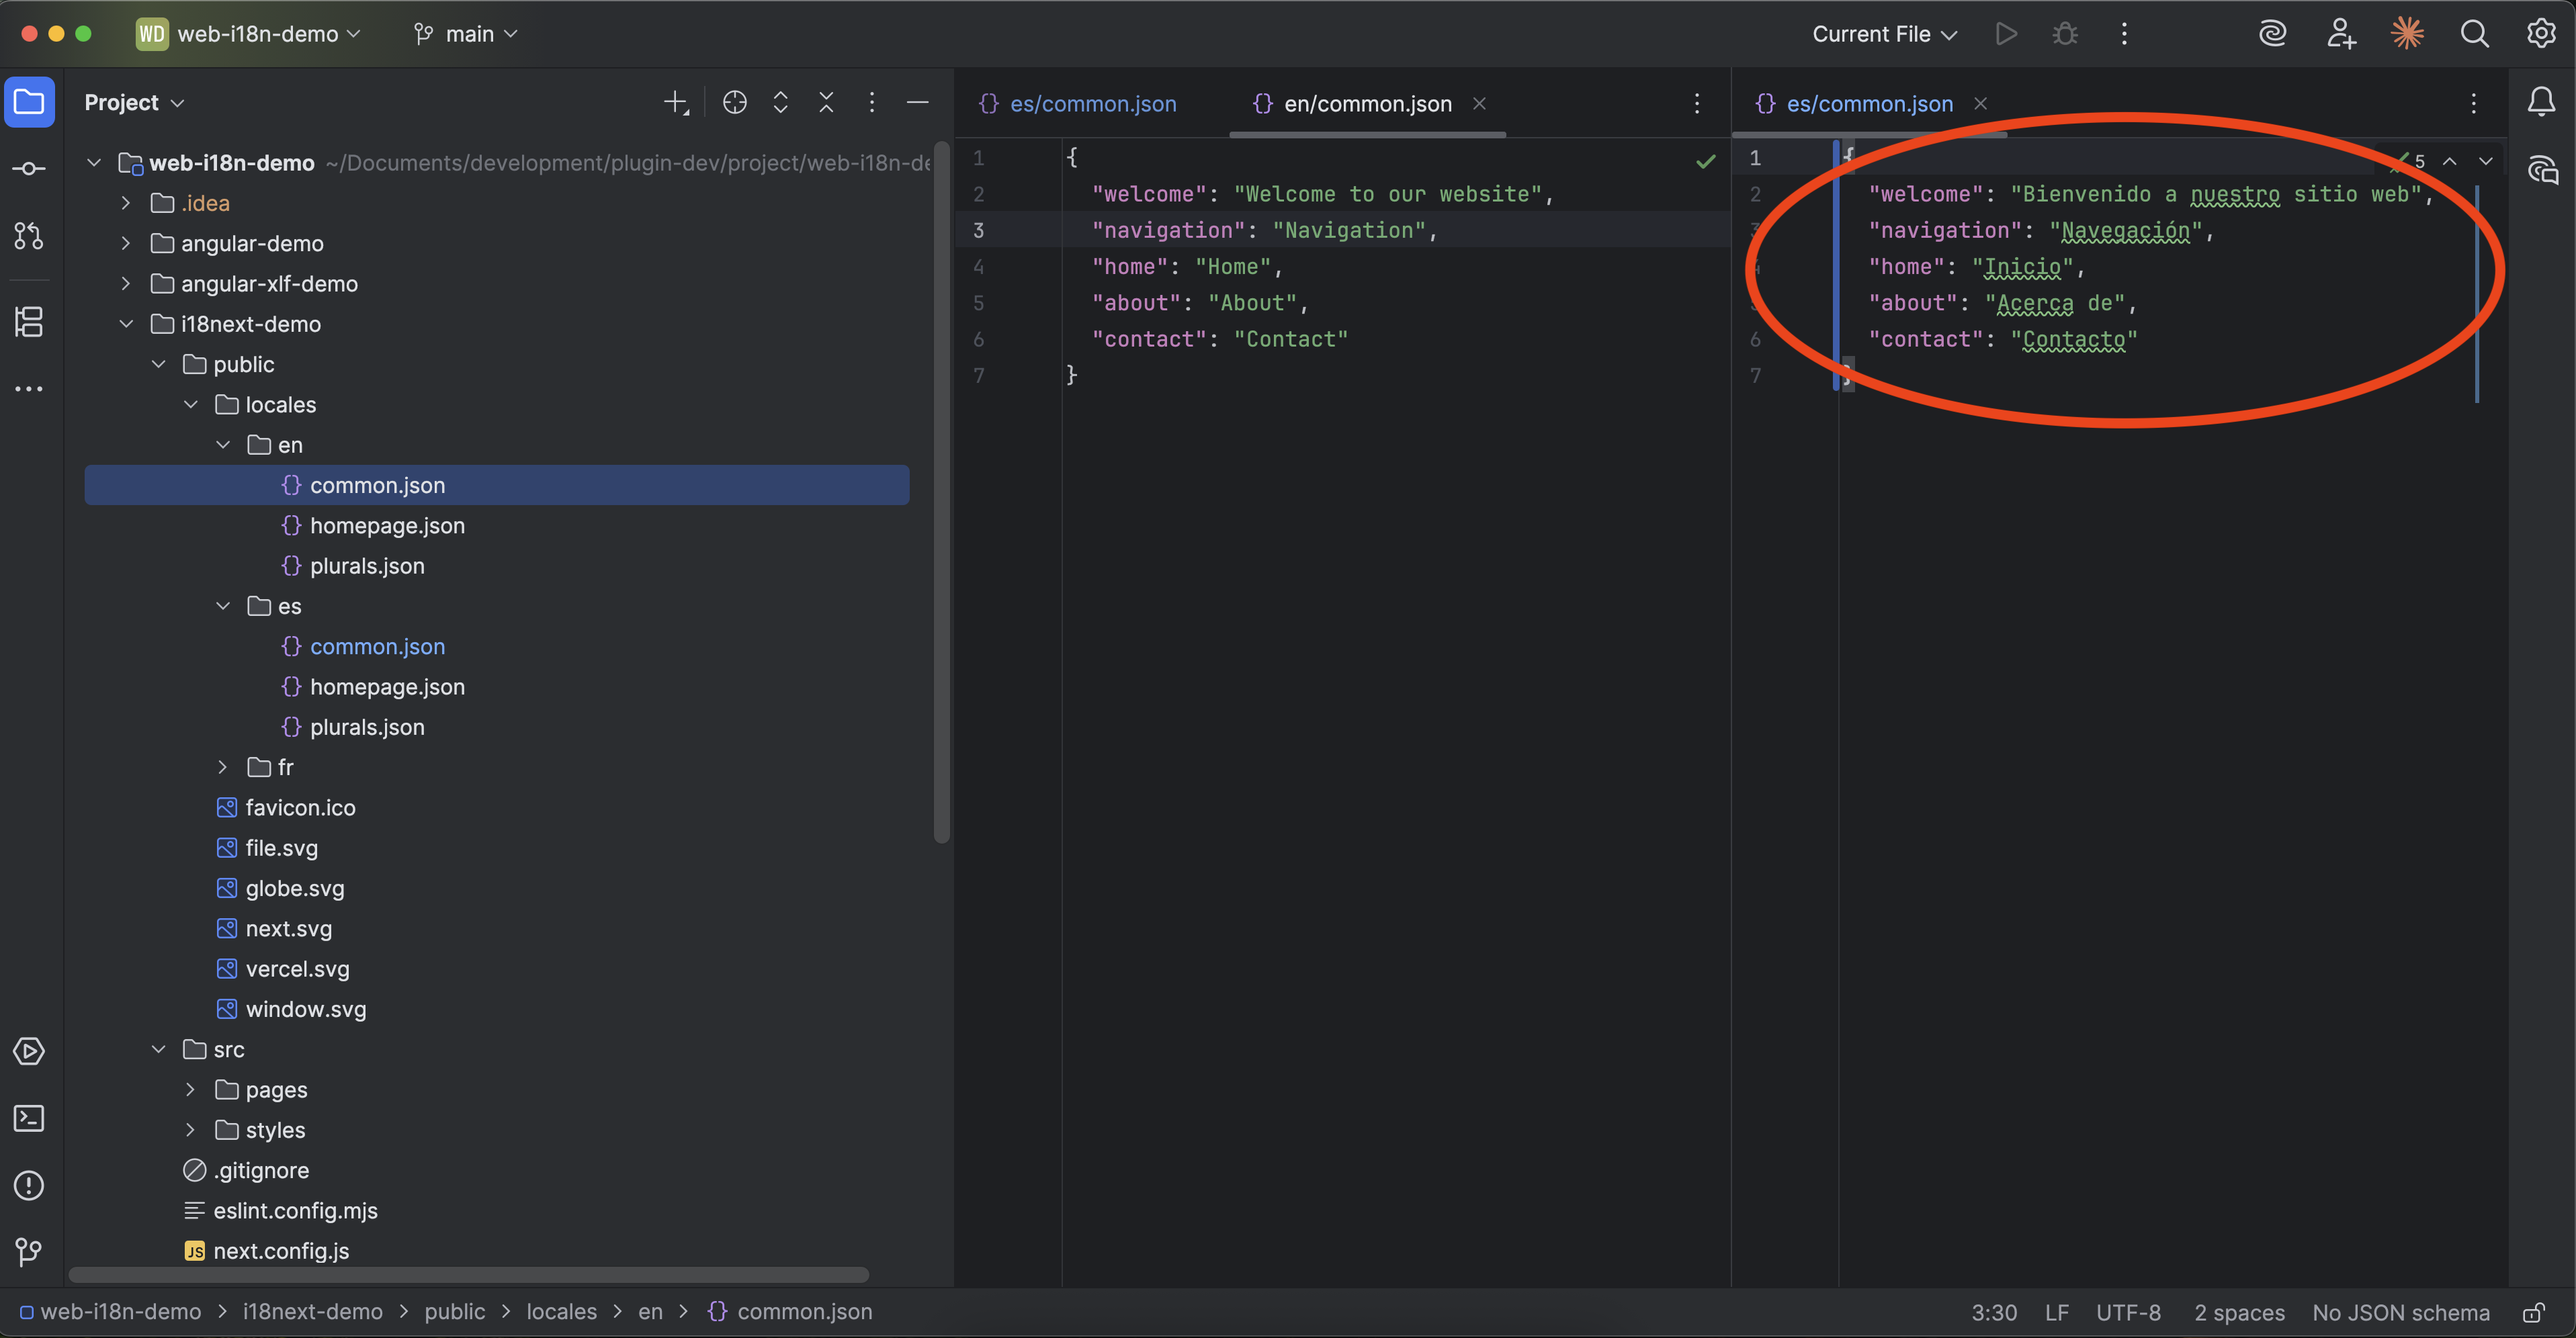 WD web-i18n-demo main Current File
Project
web-i18n-demo ~/Documents/development/plugin-dev/project/web-i18n-de
.idea
angular-demo
angular-xlf-demo
i18next-demo
public
locales
en
common.json
homepage.json
plurals.json
es
common.json
homepage.json
plurals.json
fr
favicon.ico
file.svg
globe.svg
next.svg
vercel.svg
window.svg
src
pages
styles
.gitignore
eslint.config.mjs
JS next.config.js
es/common.json en/common.json
1 {
2 "welcome": "Welcome to our website",
3 "navigation": "Navigation",
4 "home": "Home",
5 "about": "About",
6 "contact": "Contact"
7 }
es/common.json
1 { 5
2 "welcome": "Bienvenido a nuestro sitio web",
3 "navigation": "Navegación",
4 "home": "Inicio",
5 "about": "Acerca de",
6 "contact": "Contacto"
7 }
web-i18n-demo > i18next-demo > public > locales > en > common.json
3:30 LF UTF-8 2 spaces No JSON schema